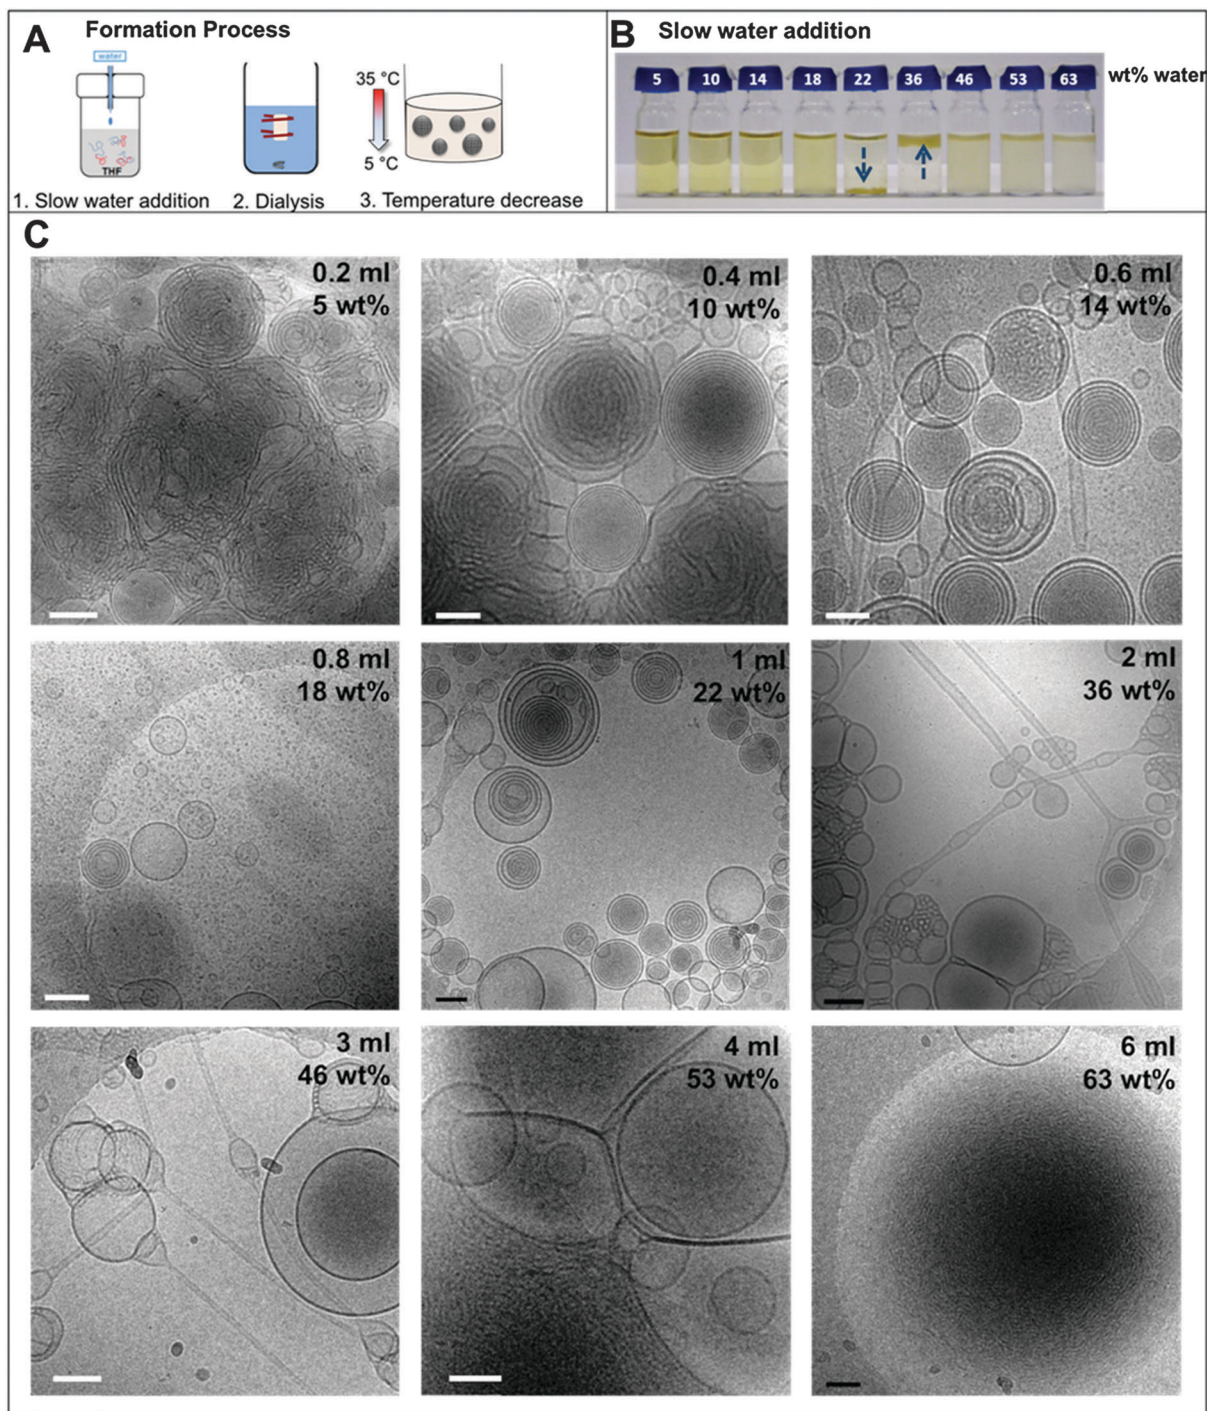 A
Formation Process
water
THF
35 °C
5 °C
1. Slow water addition
2. Dialysis
3. Temperature decrease
B
Slow water addition
5 10 14 18 22 36 46 53 63
wt% water
C
0.2 ml
5 wt%
0.4 ml
10 wt%
0.6 ml
14 wt%
0.8 ml
18 wt%
1 ml
22 wt%
2 ml
36 wt%
3 ml
46 wt%
4 ml
53 wt%
6 ml
63 wt%